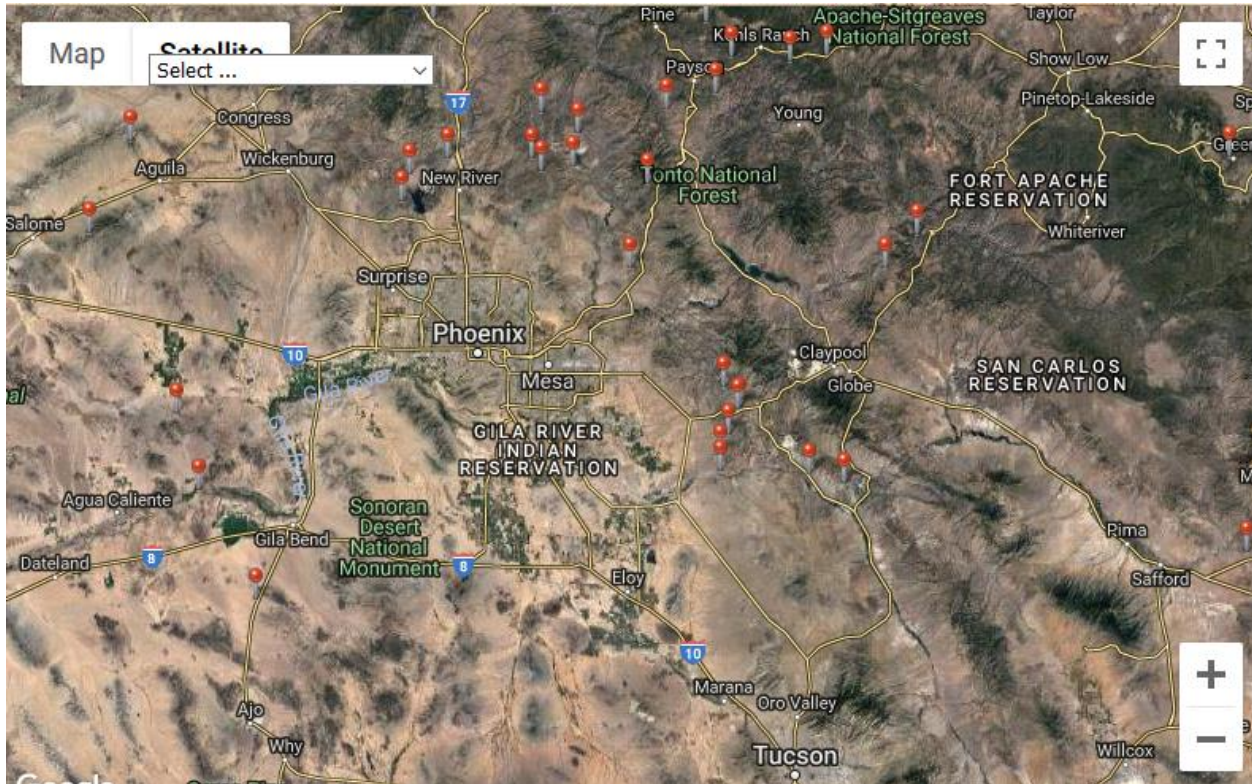 Map
Satellite
Select ...
Pine
Kohls Ranch
Apache-Sitgreaves
National Forest
Taylor
Show Low
Payson
Pinetop-Lakeside
17
Congress
Young
Wickenburg
Aguila
New River
Tonto National
Forest
FORT APACHE
RESERVATION
Salome
Whiteriver
Surprise
Phoenix
10
Claypool
Mesa
Globe
SAN CARLOS
RESERVATION
Gila River
Gila River
GILA RIVER
INDIAN
RESERVATION
Agua Caliente
Sonoran
Desert
National
Monument
Gila Bend
Pima
8
8
Dateland
Eloy
Safford
10
Marana
Oro Valley
Ajo
Why
Tucson
Willcox
Google